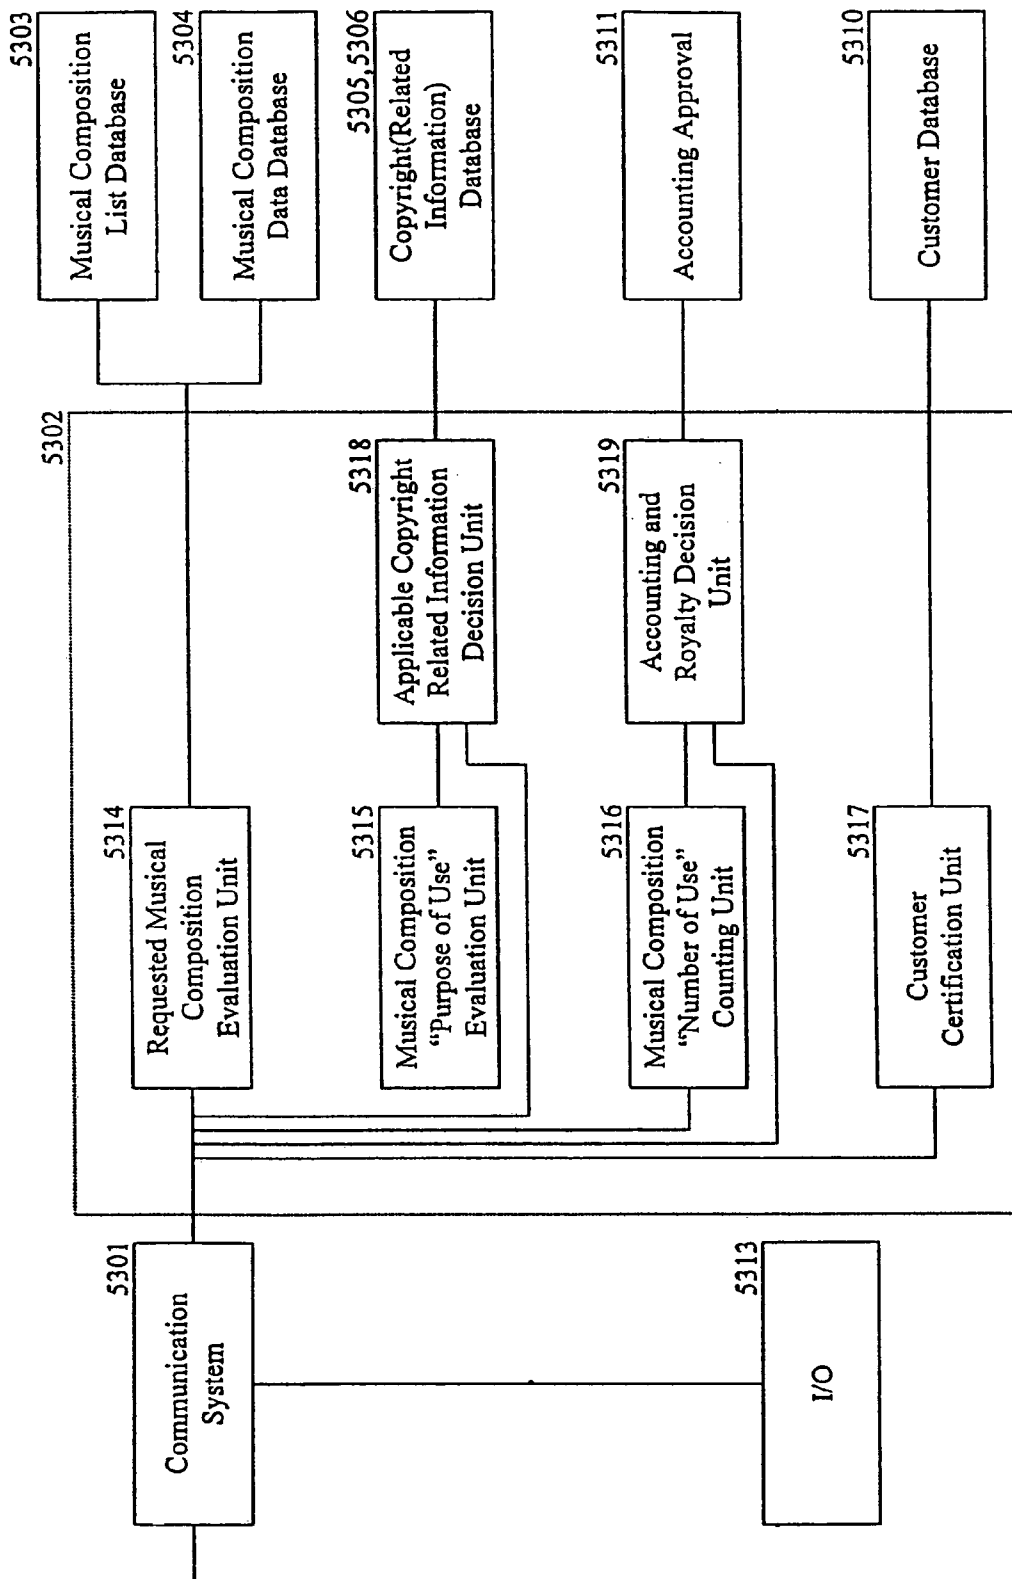 5301
Communication
System
5313
I/O
5302
5314
Requested Musical
Composition
Evaluation Unit
5315
Musical Composition
“Purpose of Use”
Evaluation Unit
5316
Musical Composition
“Number of Use”
Counting Unit
5317
Customer
Certification Unit
5318
Applicable Copyright
Related Information
Decision Unit
5319
Accounting and
Royalty Decision
Unit
5303
Musical Composition
List Database
5304
Musical Composition
Data Database
5305,5306
Copyright(Related
Information)
Database
5311
Accounting Approval
5310
Customer Database